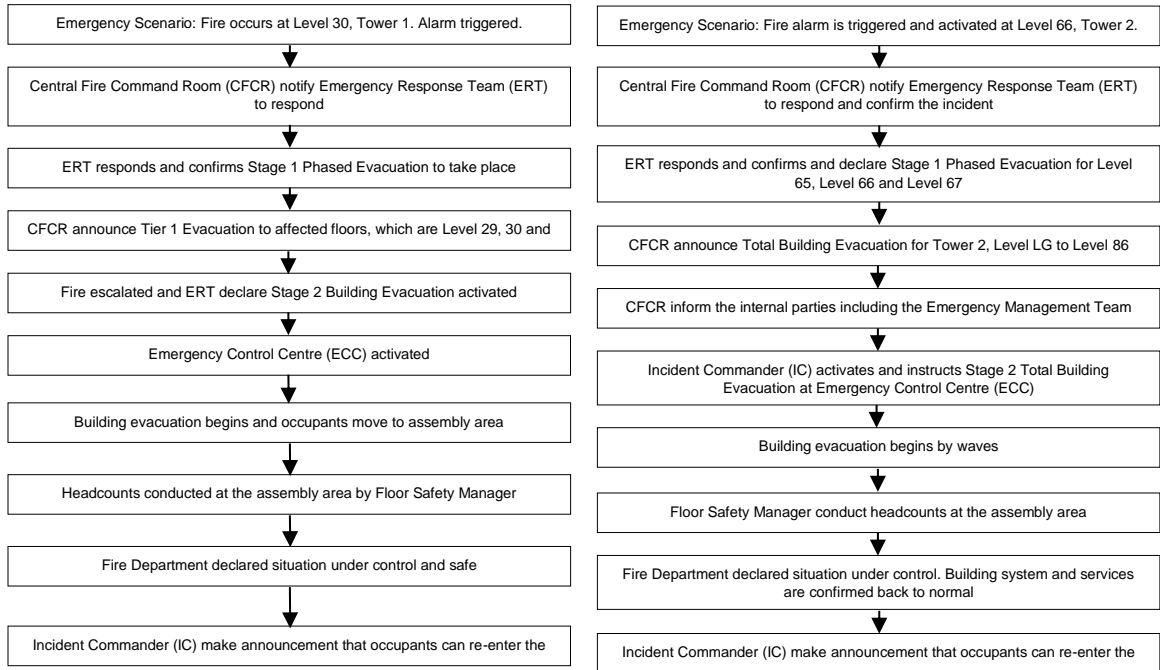 Emergency Scenario: Fire occurs at Level 30, Tower 1. Alarm triggered.
Central Fire Command Room (CFCR) notify Emergency Response Team (ERT)
to respond
ERT responds and confirms Stage 1 Phased Evacuation to take place
CFCR announce Tier 1 Evacuation to affected floors, which are Level 29, 30 and
Fire escalated and ERT declare Stage 2 Building Evacuation activated
Emergency Control Centre (ECC) activated
Building evacuation begins and occupants move to assembly area
Headcounts conducted at the assembly area by Floor Safety Manager
Fire Department declared situation under control and safe
Incident Commander (IC) make announcement that occupants can re-enter the
Emergency Scenario: Fire alarm is triggered and activated at Level 66, Tower 2.
Central Fire Command Room (CFCR) notify Emergency Response Team (ERT)
to respond and confirm the incident
ERT responds and confirms and declare Stage 1 Phased Evacuation for Level
65, Level 66 and Level 67
CFCR announce Total Building Evacuation for Tower 2, Level LG to Level 86
CFCR inform the internal parties including the Emergency Management Team
Incident Commander (IC) activates and instructs Stage 2 Total Building
Evacuation at Emergency Control Centre (ECC)
Building evacuation begins by waves
Floor Safety Manager conduct headcounts at the assembly area
Fire Department declared situation under control. Building system and services
are confirmed back to normal
Incident Commander (IC) make announcement that occupants can re-enter the